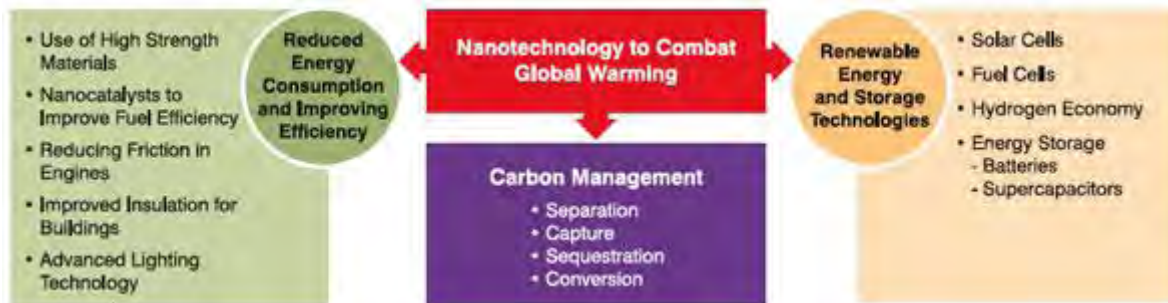 • Use of High Strength
Materials
• Nanocatalysts to
Improve Fuel Efficiency
• Reducing Friction in
Engines
• Improved Insulation for
Buildings
• Advanced Lighting
Technology
Reduced
Energy
Consumption
and Improving
Efficiency
Nanotechnology to Combat
Global Warming
Carbon Management
• Separation
• Capture
• Sequestration
• Conversion
Renewable
Energy
and Storage
Technologies
• Solar Cells
• Fuel Cells
• Hydrogen Economy
• Energy Storage
- Batteries
- Supercapacitors